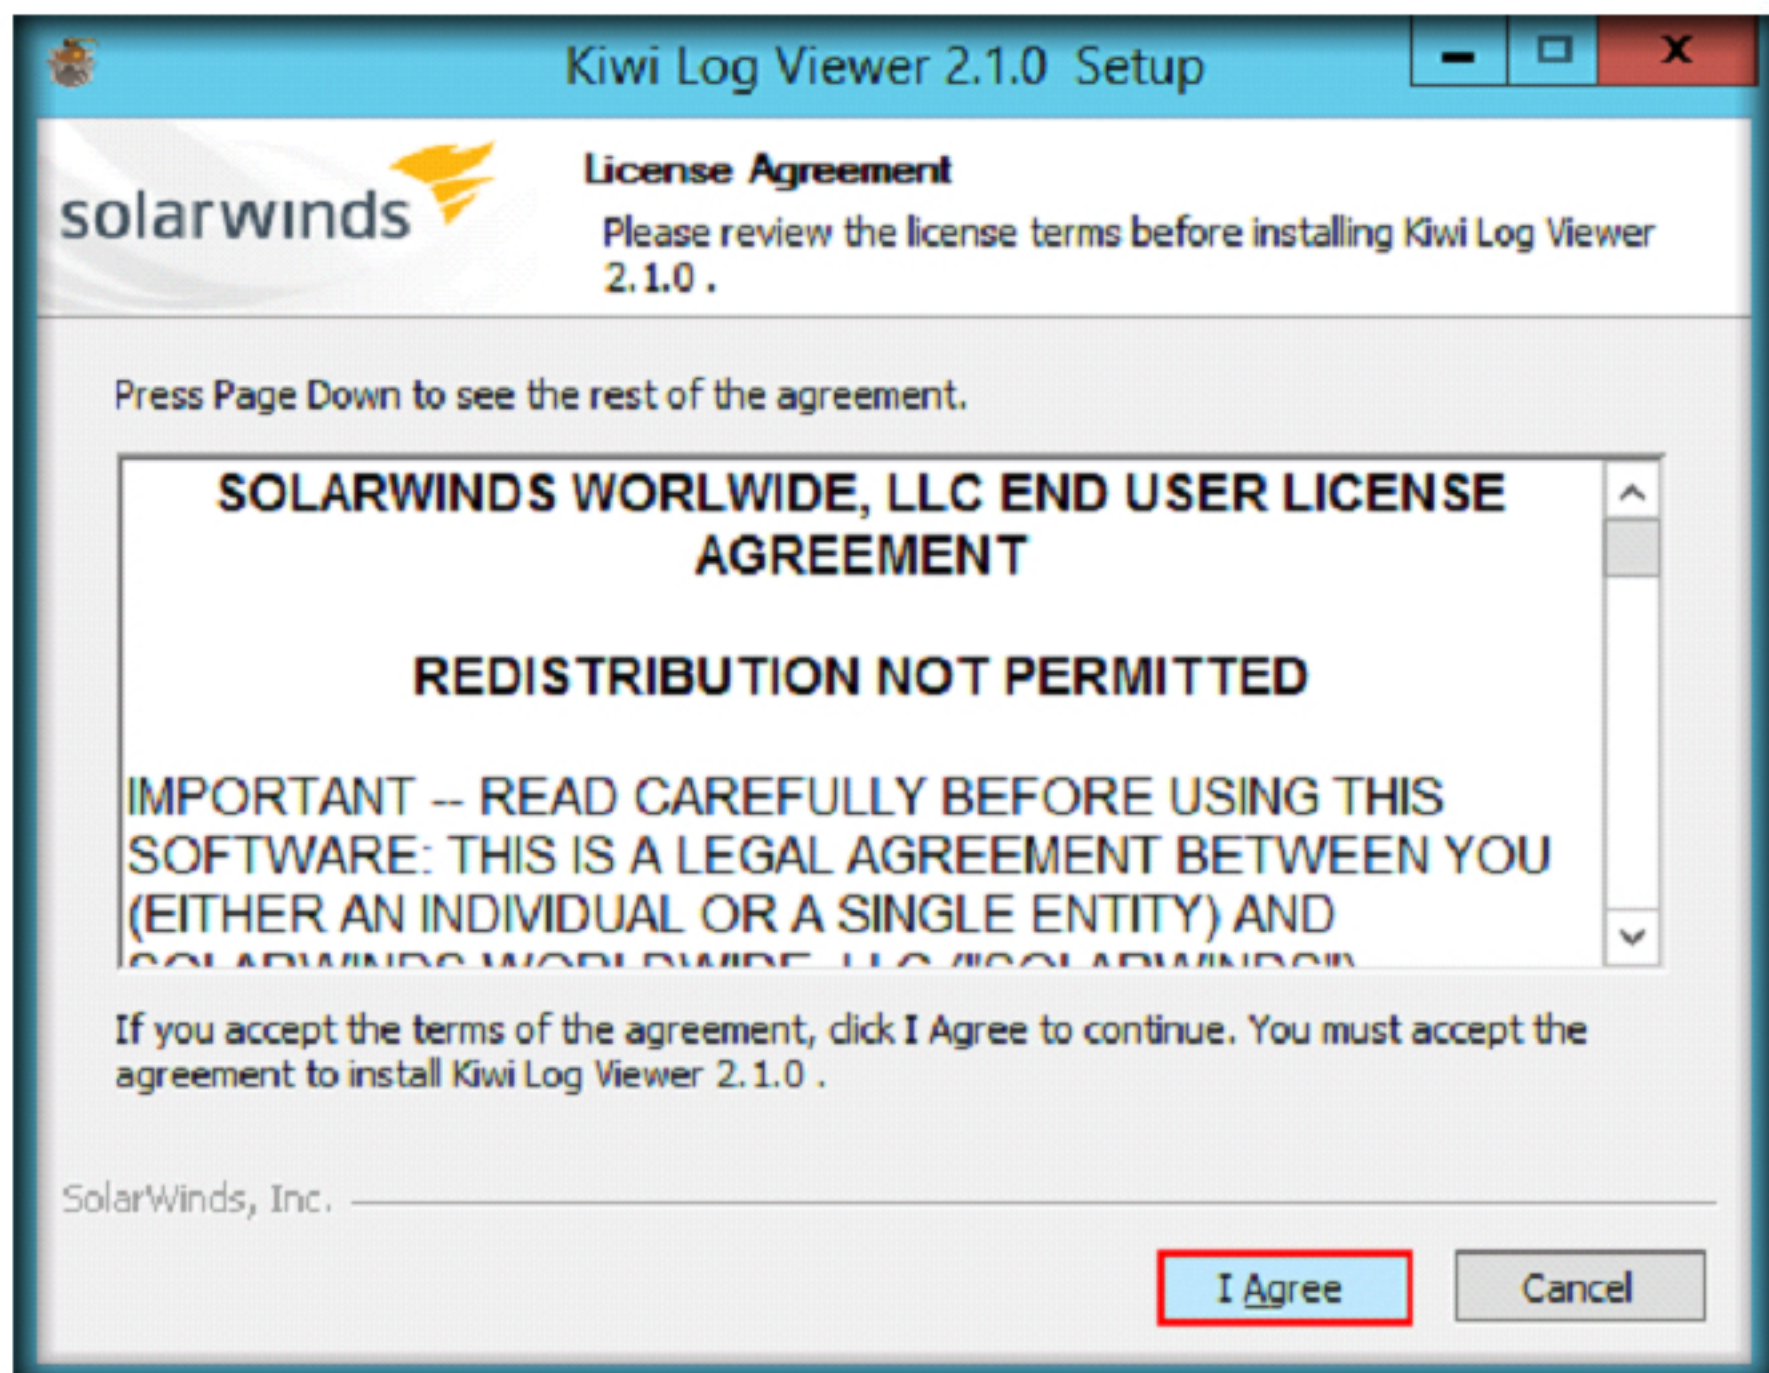 Kiwi Log Viewer 2.1.0 Setup
solarwinds
License Agreement
Please review the license terms before installing Kiwi Log Viewer
2.1.0 .
Press Page Down to see the rest of the agreement.
SOLARWINDS WORLWIDE, LLC END USER LICENSE
AGREEMENT
REDISTRIBUTION NOT PERMITTED
IMPORTANT -- READ CAREFULLY BEFORE USING THIS
SOFTWARE: THIS IS A LEGAL AGREEMENT BETWEEN YOU
(EITHER AN INDIVIDUAL OR A SINGLE ENTITY) AND
SOLARWINDS WORLDWIDE, LLC ("SOLARWINDS")
If you accept the terms of the agreement, click I Agree to continue. You must accept the
agreement to install Kiwi Log Viewer 2.1.0 .
SolarWinds, Inc.
I Agree
Cancel